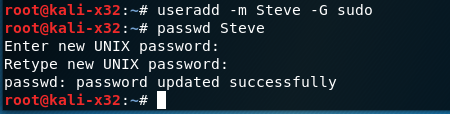 root@kali-x32:~# useradd -m Steve -G sudo
root@kali-x32:~# passwd Steve
Enter new UNIX password:
Retype new UNIX password:
passwd: password updated successfully
root@kali-x32:~#